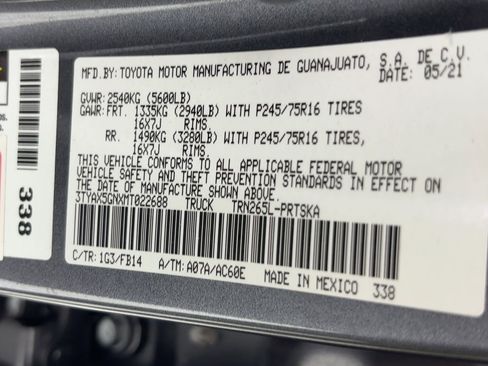 MFD.BY: TOYOTA MOTOR MANUFACTURING DE GUANAJUATO, S.A. DE C.V.
DATE: 05/21
GVWR: 2540KG (5600LB)
GAWR: FRT. 1335KG (2940LB) WITH P245/75R16 TIRES
16X7J RIMS.
RR. 1490KG (3280LB) WITH P245/75R16 TIRES,
16X7J RIMS.
THIS VEHICLE CONFORMS TO ALL APPLICABLE FEDERAL MOTOR
VEHICLE SAFETY AND THEFT PREVENTION STANDARDS IN EFFECT ON
THE DATE OF MANUFACTURE SHOWN ABOVE.
3TYAX5GNXMT022688 TRUCK TRN265L-PRTSKA
C/TR: 1G3/FB14 A/TM: A07A/AC60E MADE IN MEXICO 338
338